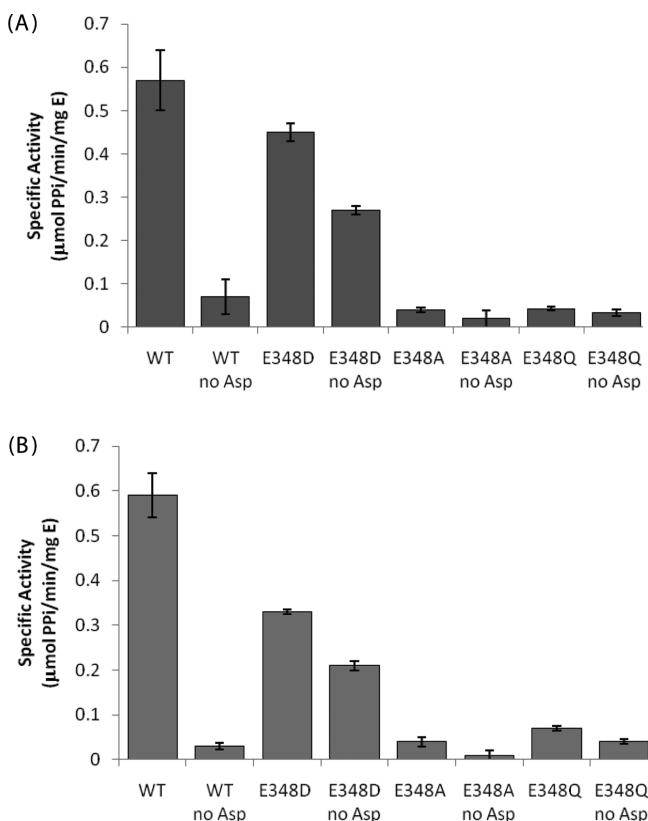 (A)
Specific Activity
(µmol PPi/min/mg E)
0.7
0.6
0.5
0.4
0.3
0.2
0.1
0
WT
WT no Asp
E348D
E348D no Asp
E348A
E348A no Asp
E348Q
E348Q no Asp
(B)
Specific Activity
(µmol PPi/min/mg E)
0.7
0.6
0.5
0.4
0.3
0.2
0.1
0
WT
WT no Asp
E348D
E348D no Asp
E348A
E348A no Asp
E348Q
E348Q no Asp